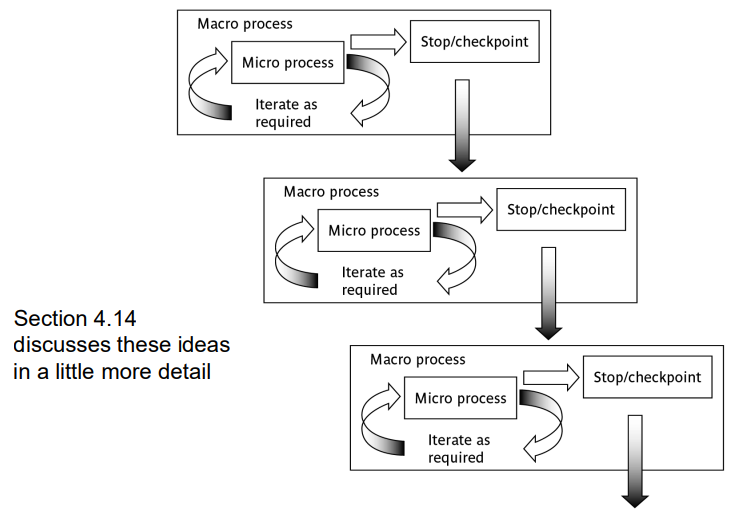 Macro process
Stop/checkpoint
Micro process
Iterate as
required
Macro process
Stop/checkpoint
Micro process
Iterate as
required
Section 4.14
discusses these ideas
in a little more detail
Macro process
Stop/checkpoint
Micro process
Iterate as
required